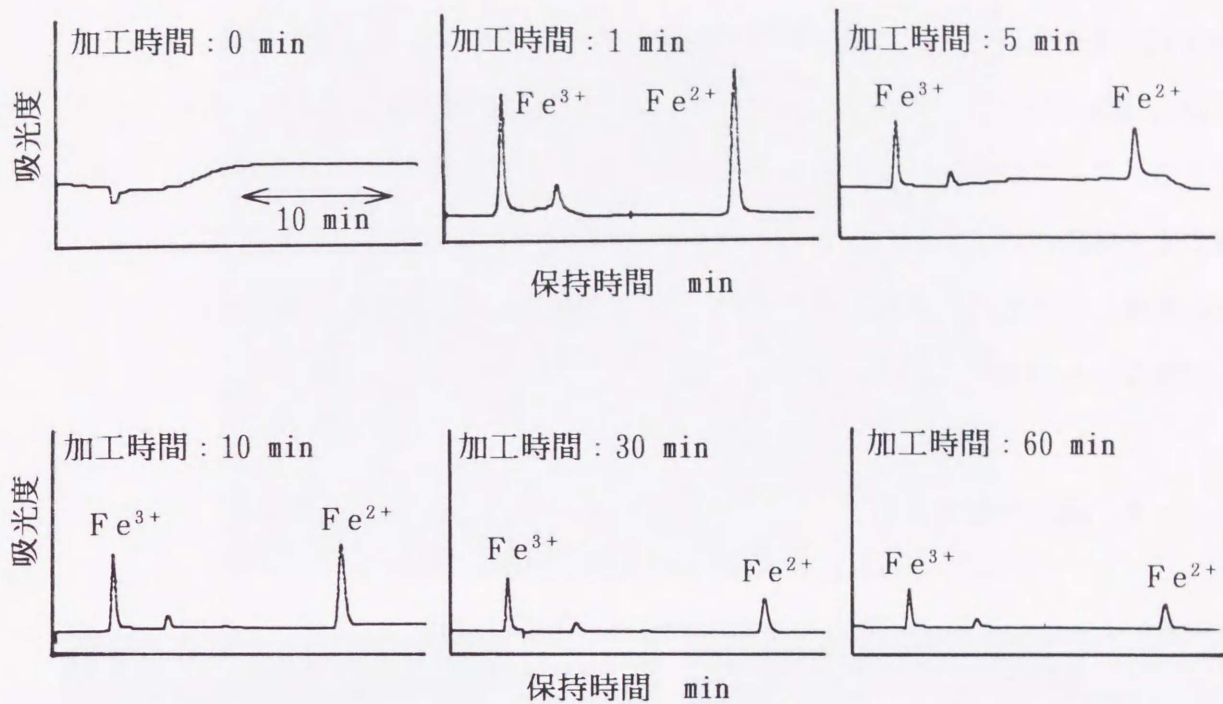 加工時間：0 min
吸光度
10 min
加工時間：1 min
Fe³⁺
Fe²⁺
加工時間：5 min
Fe³⁺
Fe²⁺
保持時間 min
加工時間：10 min
吸光度
Fe³⁺
Fe²⁺
加工時間：30 min
Fe³⁺
Fe²⁺
加工時間：60 min
Fe³⁺
Fe²⁺
保持時間 min